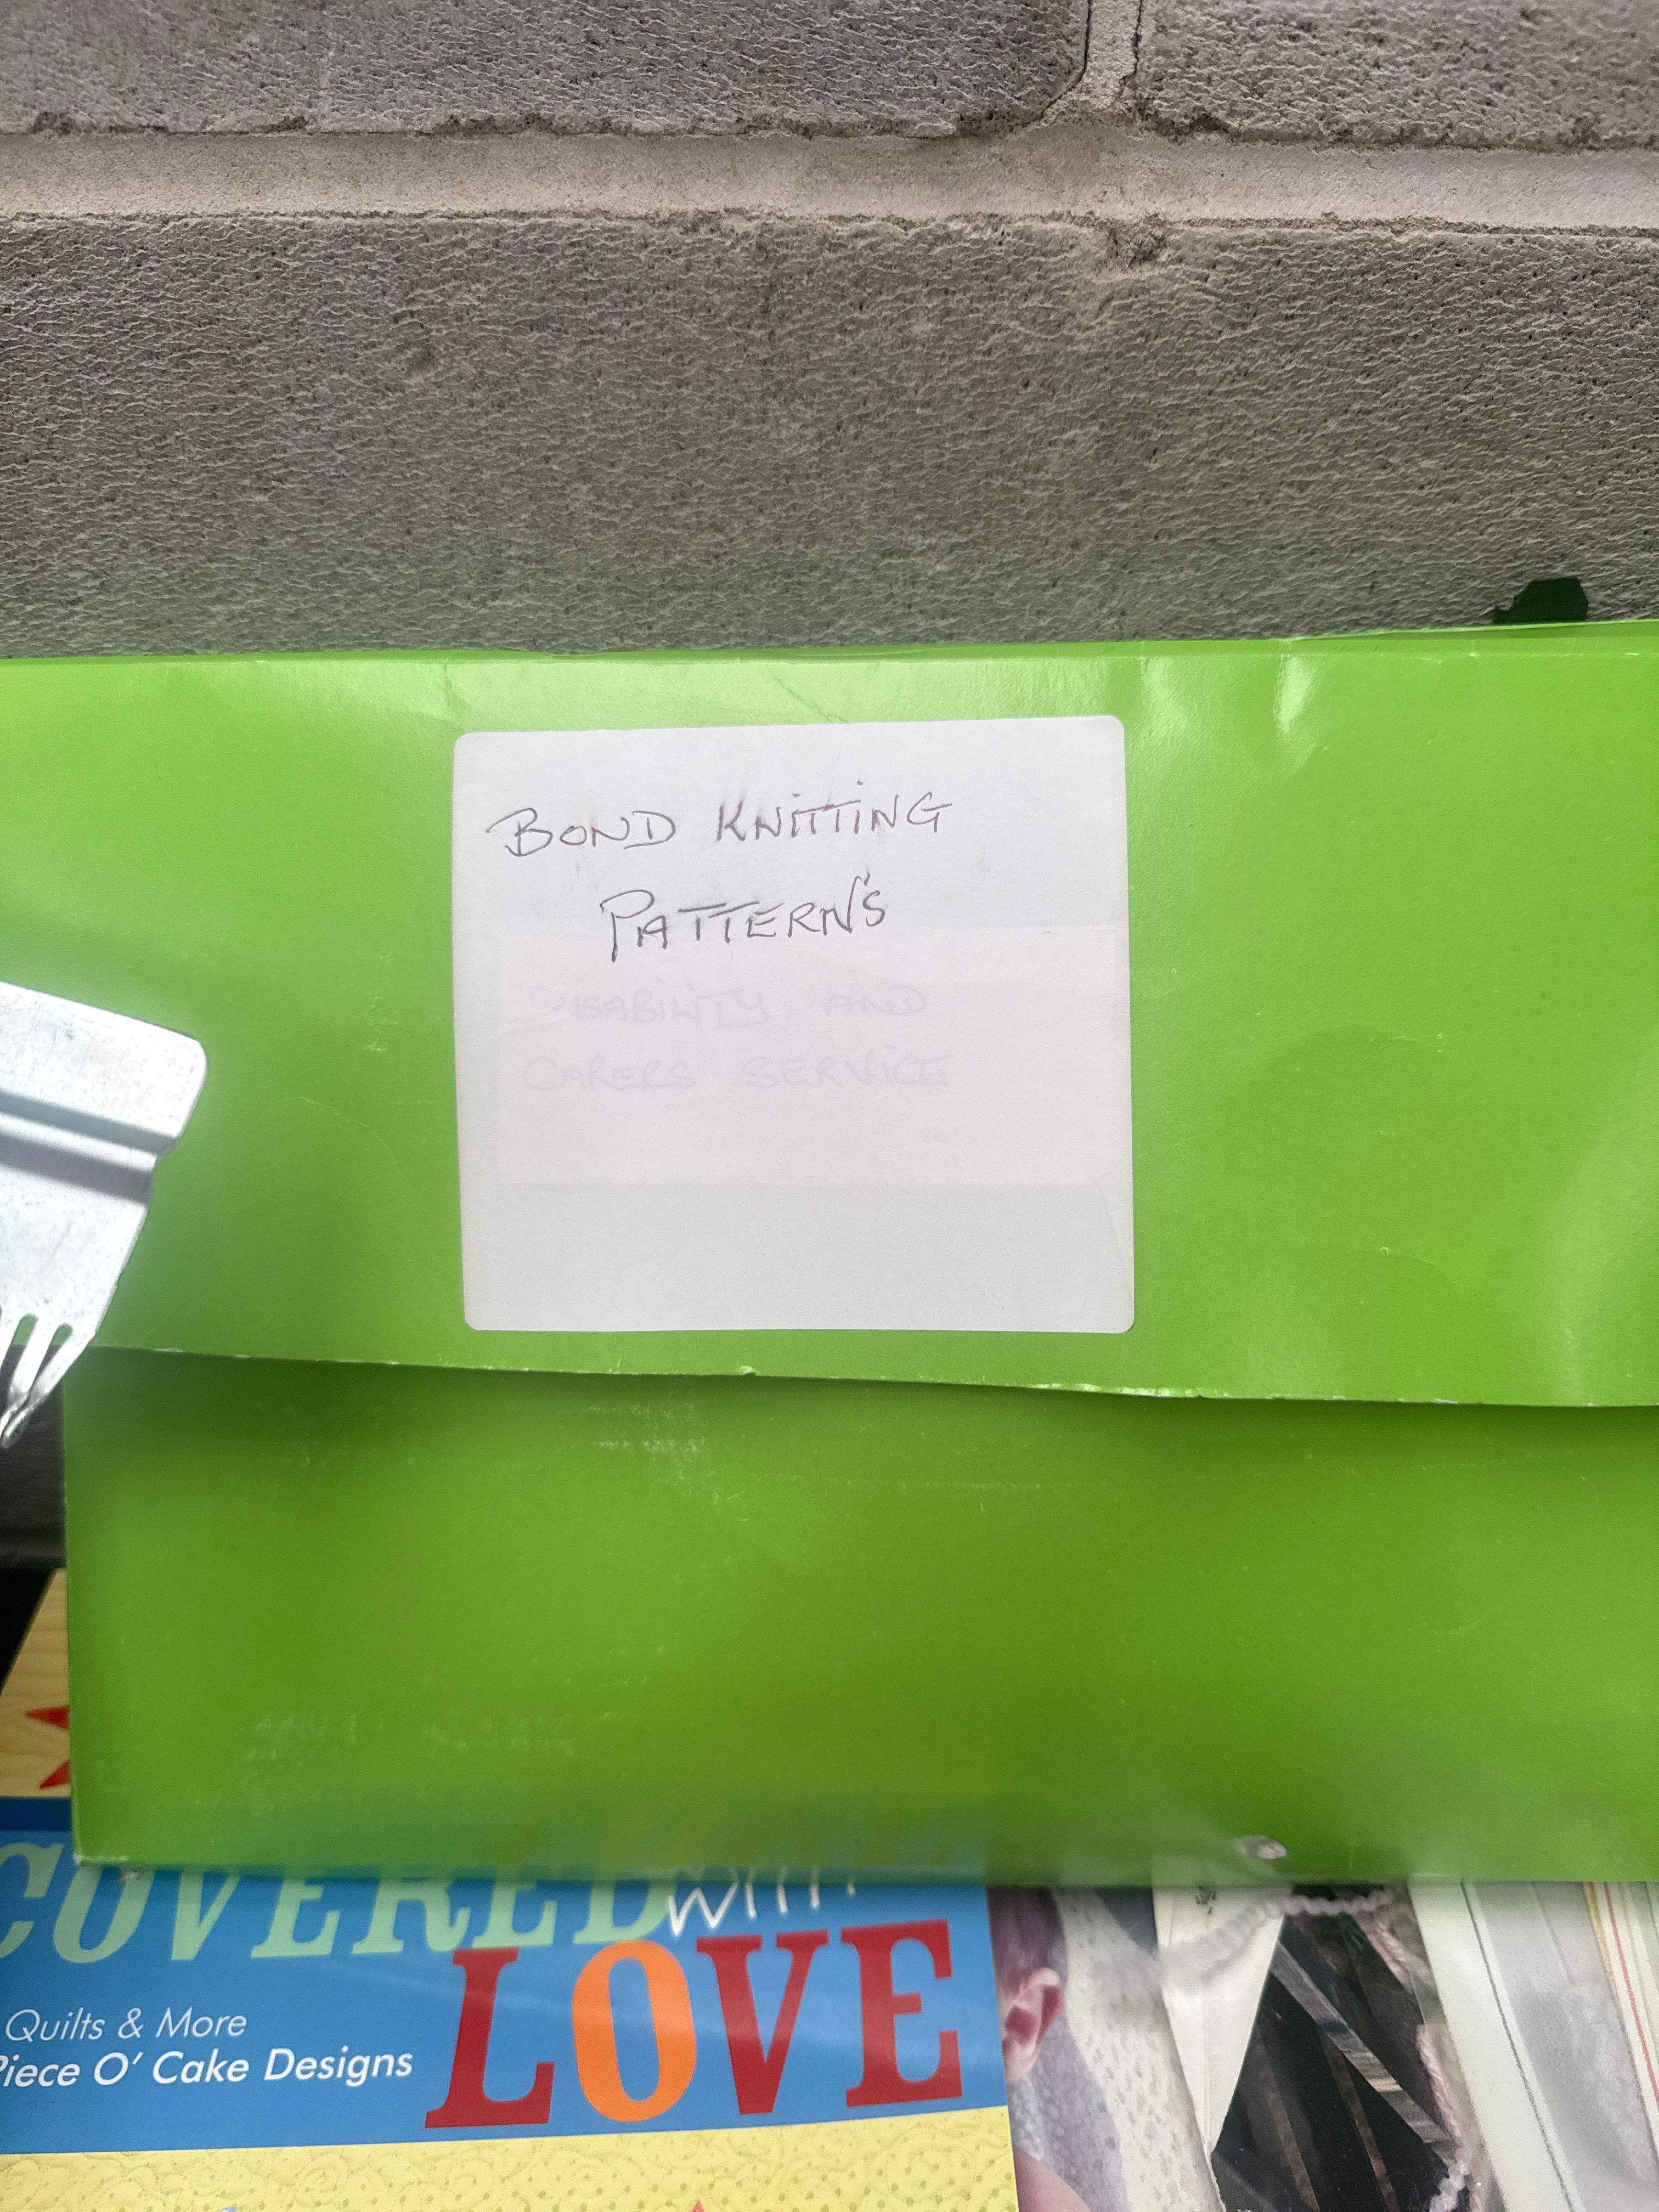 BOND KNITTING
PATTERN'S
DISABILITY AND
CARERS SERVICE
COVERED WITH
LOVE
Quilts & More
Piece O' Cake Designs